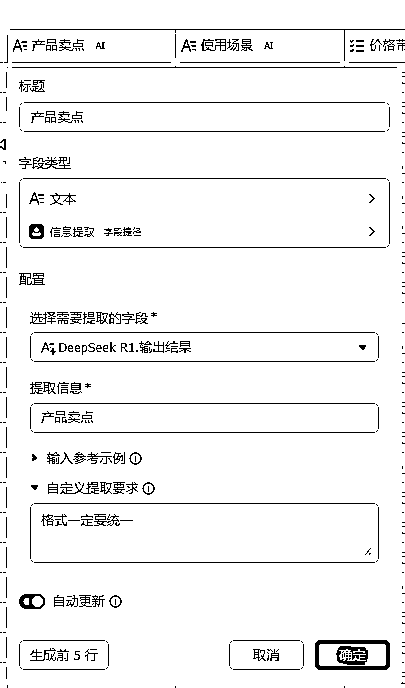 产品卖点 AI 使用场景 AI 价格带
标题
产品卖点
字段类型
文本
信息提取 字段捷径
配置
选择需要提取的字段*
DeepSeek R1.输出结果
提取信息*
产品卖点
输入参考示例
自定义提取要求
格式一定要统一
自动更新
生成前 5 行 取消 确定